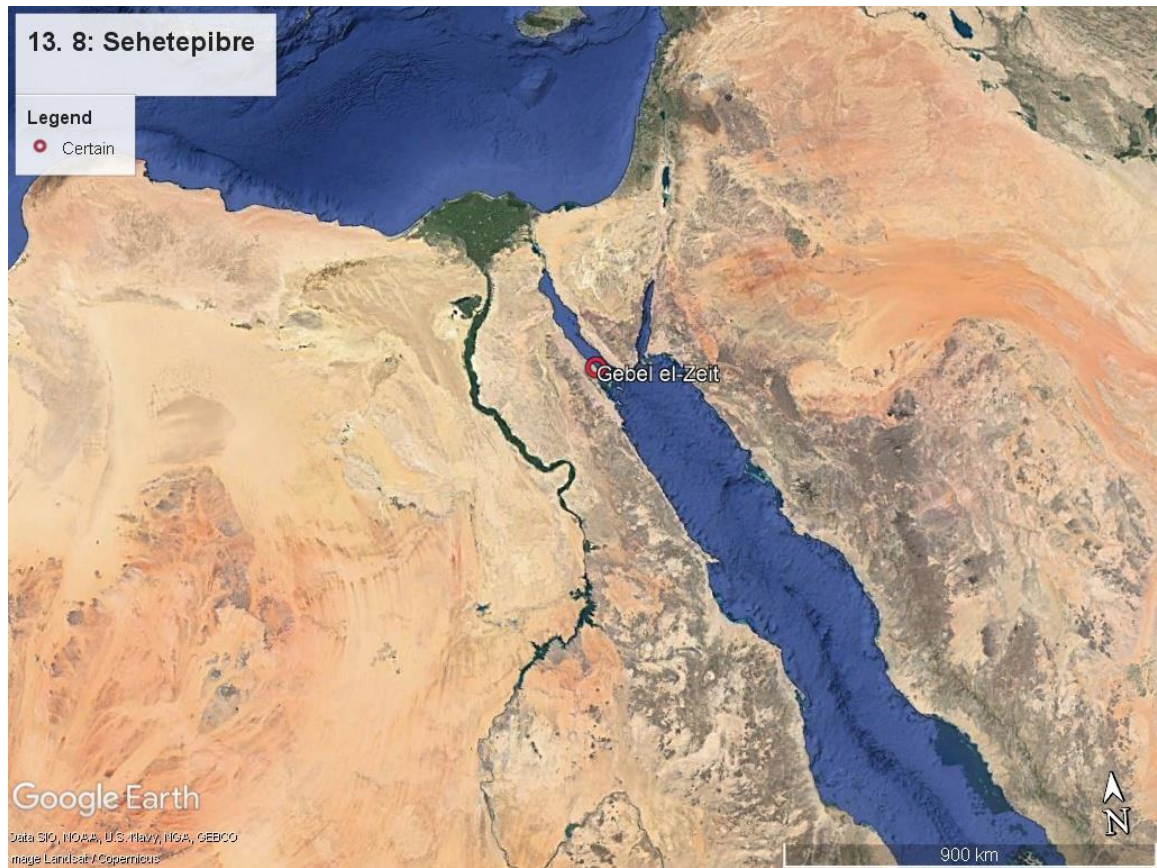 13. 8: Sehetepibre
Legend
Certain
Gebel el-Zeit
Google Earth
Data SIO, NOAA, U.S. Navy, NGA, GEBCO
mage Landsat / Copernicus
N
900 km